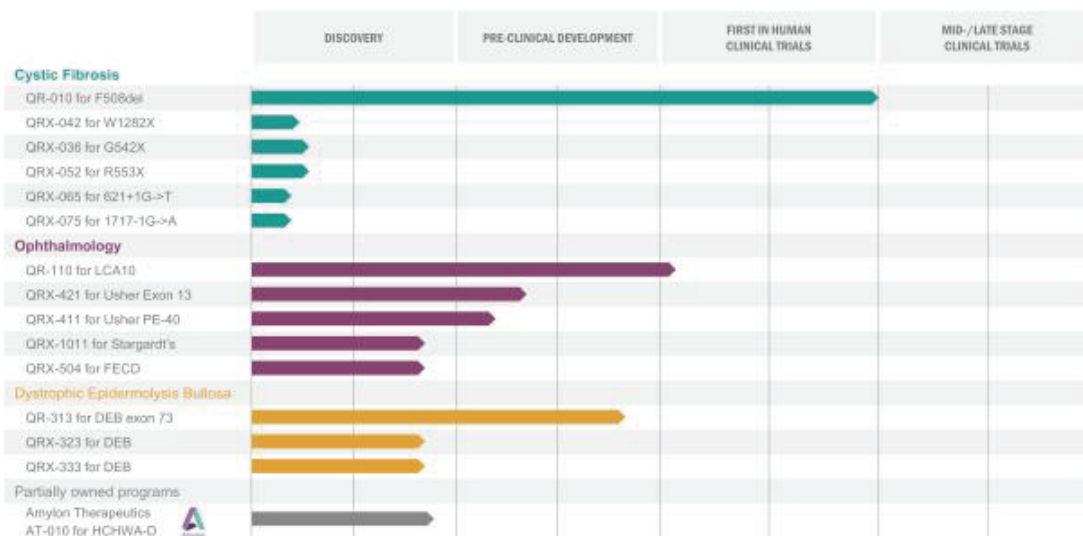 DISCOVERY
PRE-CLINICAL DEVELOPMENT
FIRST IN HUMAN
CLINICAL TRIALS
MID-/LATE STAGE
CLINICAL TRIALS
Cystic Fibrosis
QR-010 for F508del
QRX-042 for W1282X
QRX-036 for G542X
QRX-052 for R553X
QRX-065 for 621+1G->T
QRX-075 for 1717-1G->A
Ophthalmology
QR-110 for LCA10
QRX-421 for Usher Exon 13
QRX-411 for Usher PE-40
QRX-1011 for Stargardt's
QRX-504 for FECD
Dystrophic Epidermolysis Bullosa
QR-313 for DEB exon 73
QRX-323 for DEB
QRX-333 for DEB
Partially owned programs
Amylon Therapeutics
AT-010 for HCHWA-D